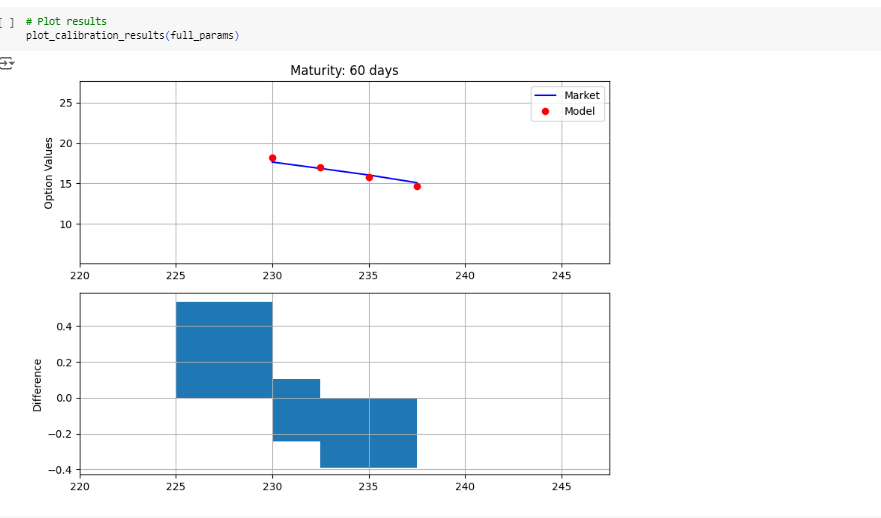 [ ] # Plot results
plot_calibration_results(full_params)
Maturity: 60 days
Market
Model
Option Values
25
20
15
10
220 225 230 235 240 245
Difference
0.4
0.2
0.0
−0.2
−0.4
220 225 230 235 240 245